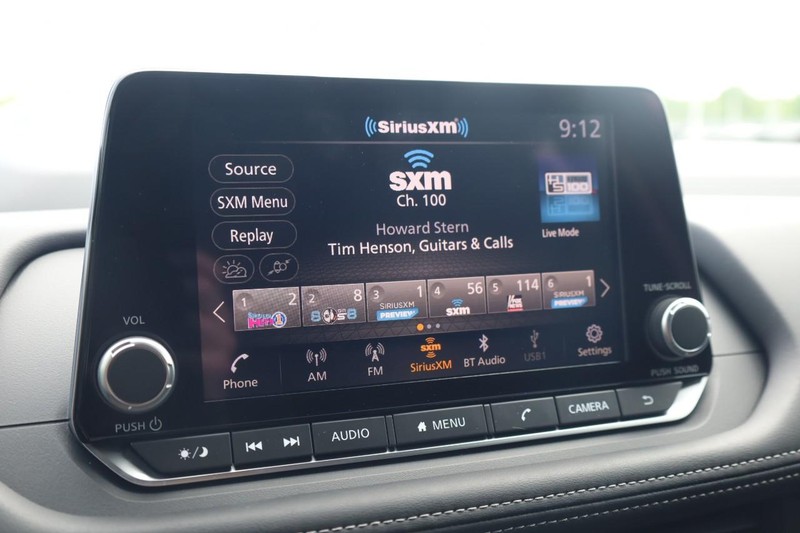 SiriusXM
9:12
Source
SXM Menu
Replay
sxm
Ch. 100
Howard Stern
Tim Henson, Guitars & Calls
100
Live Mode
1 2
2 8
3 1
SIRIUSXM
PREVIEW
4 56
sxm
5 114
6 1
SIRIUSXM
PREVIEW
Phone
AM
FM
sxm
SiriusXM
BT Audio
USB1
Settings
VOL
PUSH
TUNE·SCROLL
PUSH SOUND
AUDIO
MENU
CAMERA